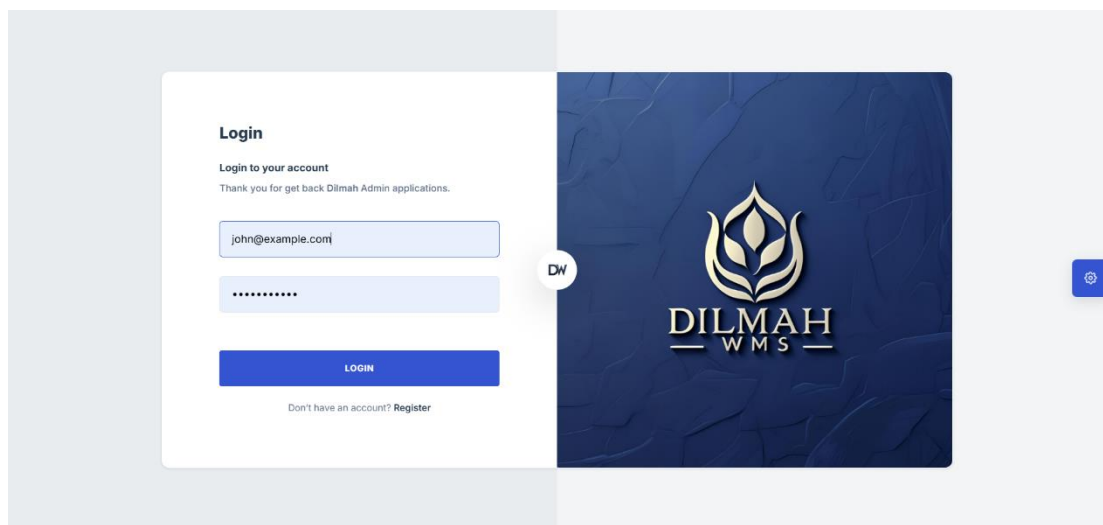 Login
Login to your account
Thank you for get back Dilmah Admin applications.
john@example.com
•••••••••••
LOGIN
Don't have an account? Register
DW
DILMAH
WMS